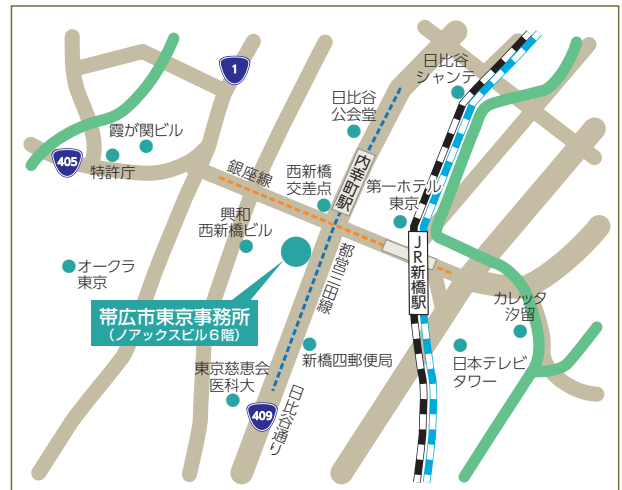 日比谷
シャンテ
1
日比谷
公会堂
霞が関ビル
405
特許庁
銀座線
西新橋
交差点
内幸町駅
第一ホテル
東京
興和
西新橋ビル
都営三田線
JR新橋駅
オークラ
東京
帯広市東京事務所
(ノアックスビル6階)
カレッタ
汐留
新橋四郵便局
日本テレビ
タワー
東京慈恵会
医科大
409
日比谷通り